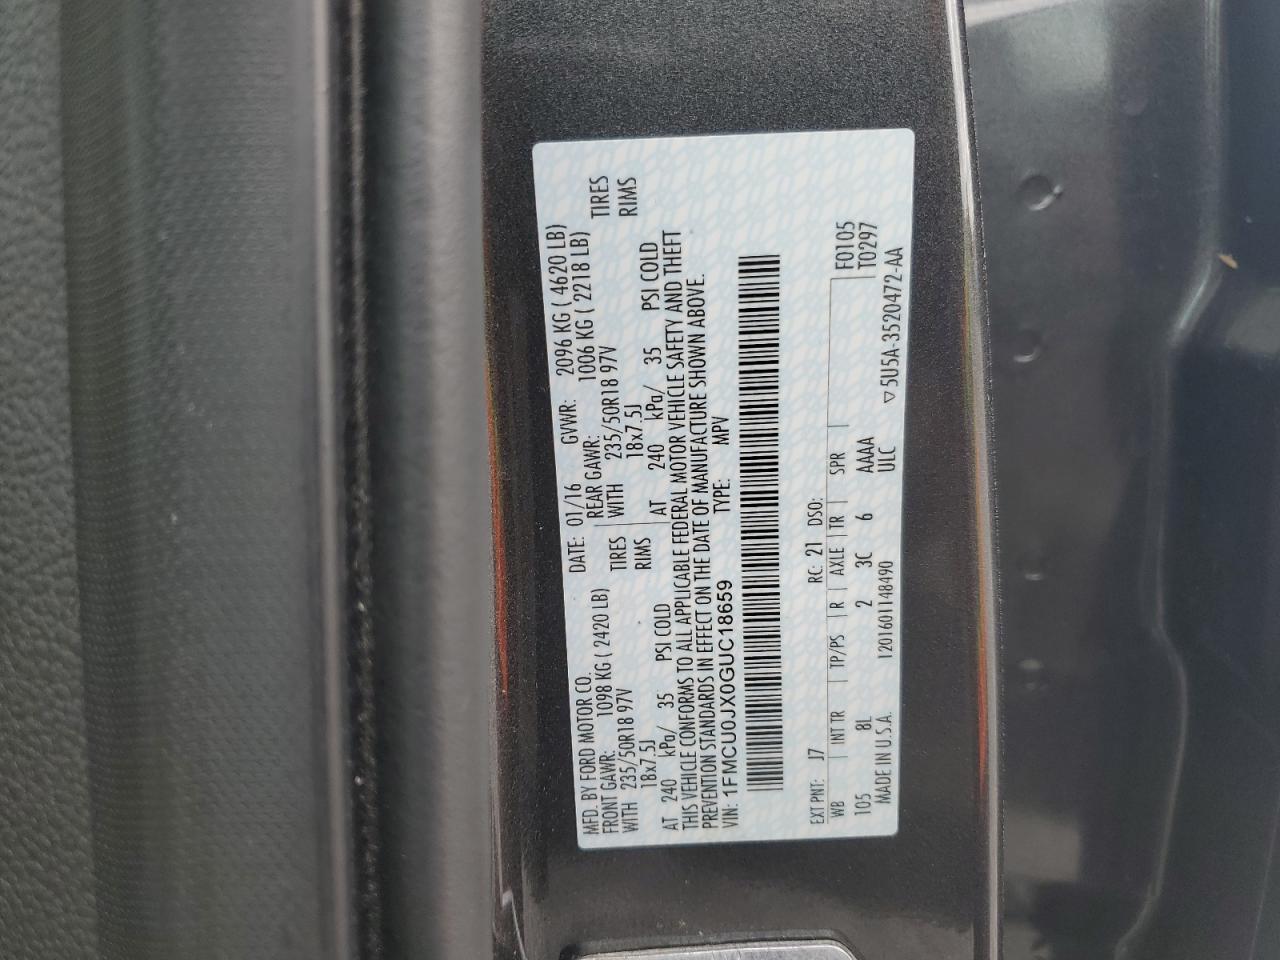 MFD. BY FORD MOTOR CO. DATE: 01/16 GVWR: 2096 KG ( 4620 LB)
FRONT GAWR: 1098 KG ( 2420 LB) REAR GAWR: 1006 KG ( 2218 LB)
WITH 235/50R18 97V TIRES WITH 235/50R18 97V TIRES
18x7.5J RIMS 18x7.5J RIMS
AT 240 kPa/ 35 PSI COLD AT 240 kPa/ 35 PSI COLD
THIS VEHICLE CONFORMS TO ALL APPLICABLE FEDERAL MOTOR VEHICLE SAFETY AND THEFT
PREVENTION STANDARDS IN EFFECT ON THE DATE OF MANUFACTURE SHOWN ABOVE.
VIN: 1FMCU0JX0GUC18659 TYPE: MPV
EXT PNT: J7 RC: 21 DSO: F0105
WB INT TR TP/PS R AXLE TR SPR T0297
105 8L 2 3C 6 AAAA
MADE IN U.S.A. 1201601148490 ULC ▽ 5U5A-3520472-AA